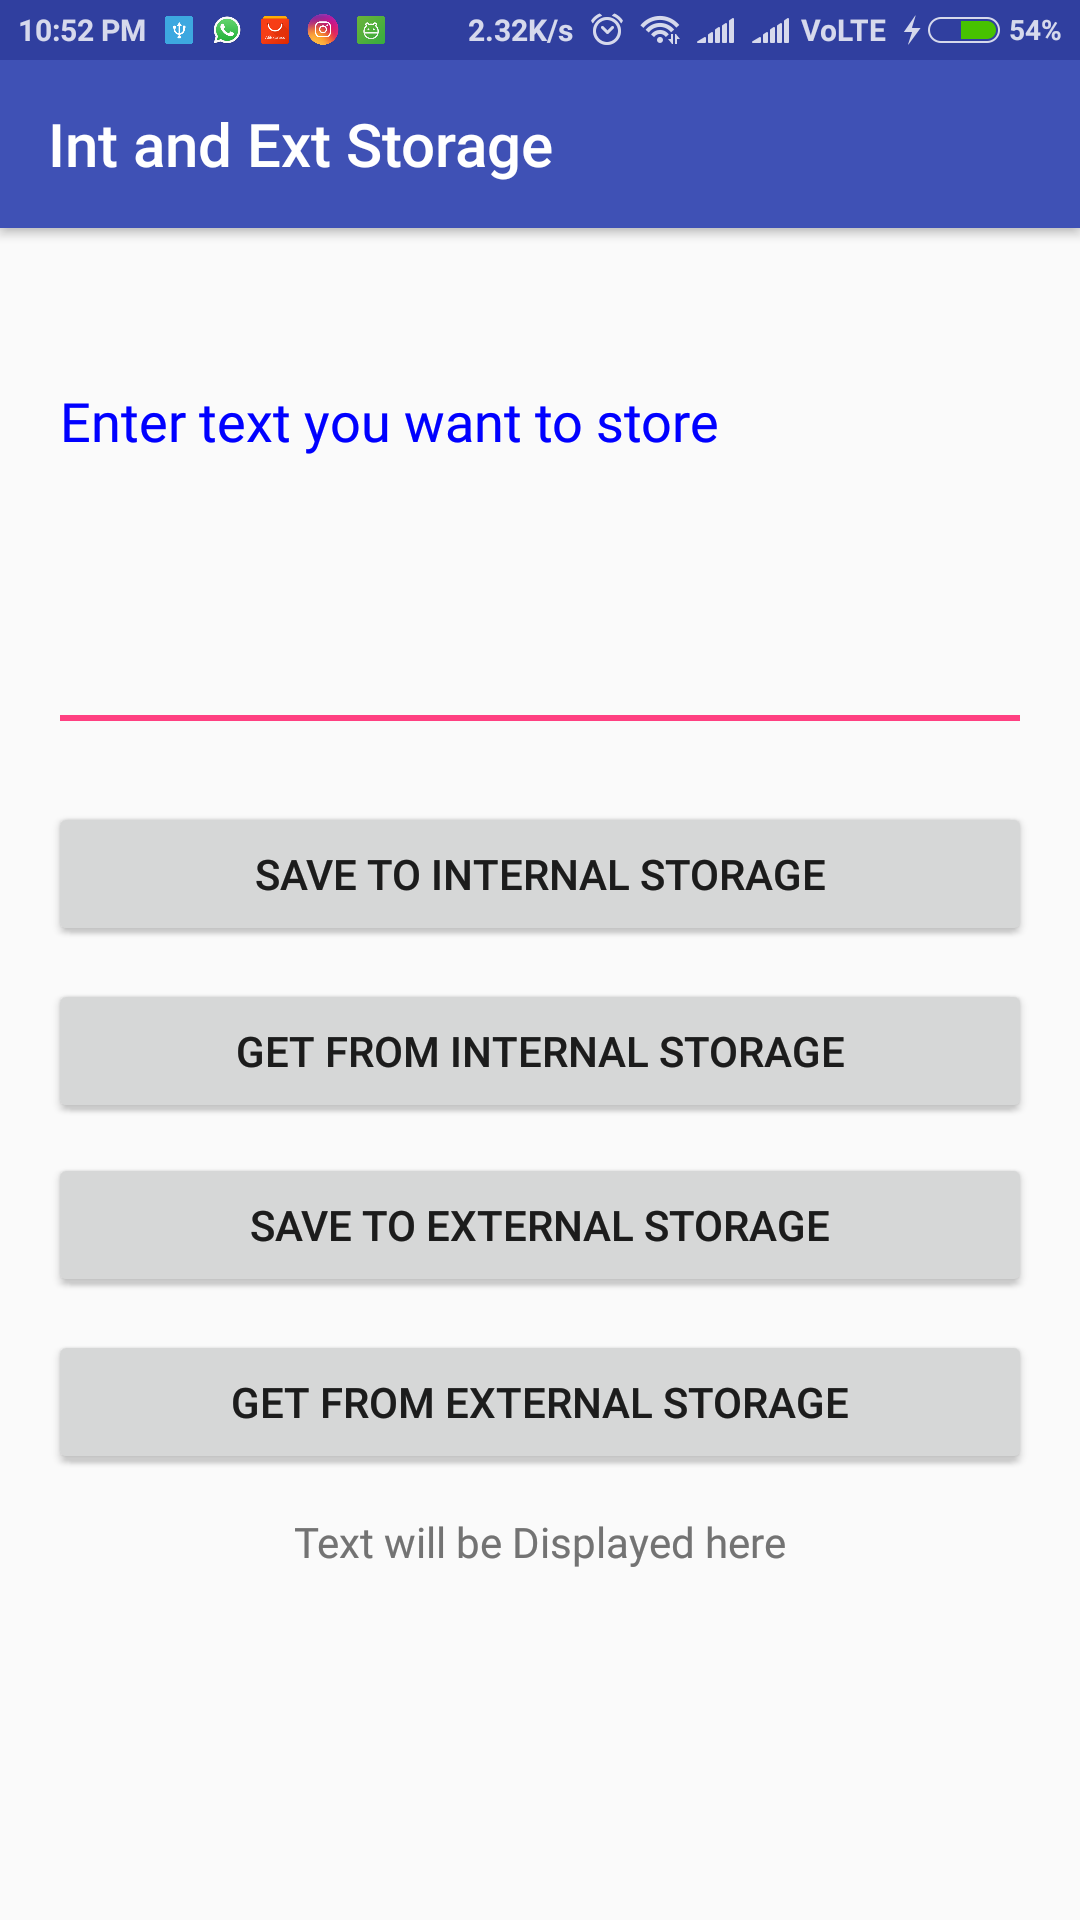 10:52 PM 2.32K/s VoLTE 54%
Int and Ext Storage
Enter text you want to store
SAVE TO INTERNAL STORAGE
GET FROM INTERNAL STORAGE
SAVE TO EXTERNAL STORAGE
GET FROM EXTERNAL STORAGE
Text will be Displayed here